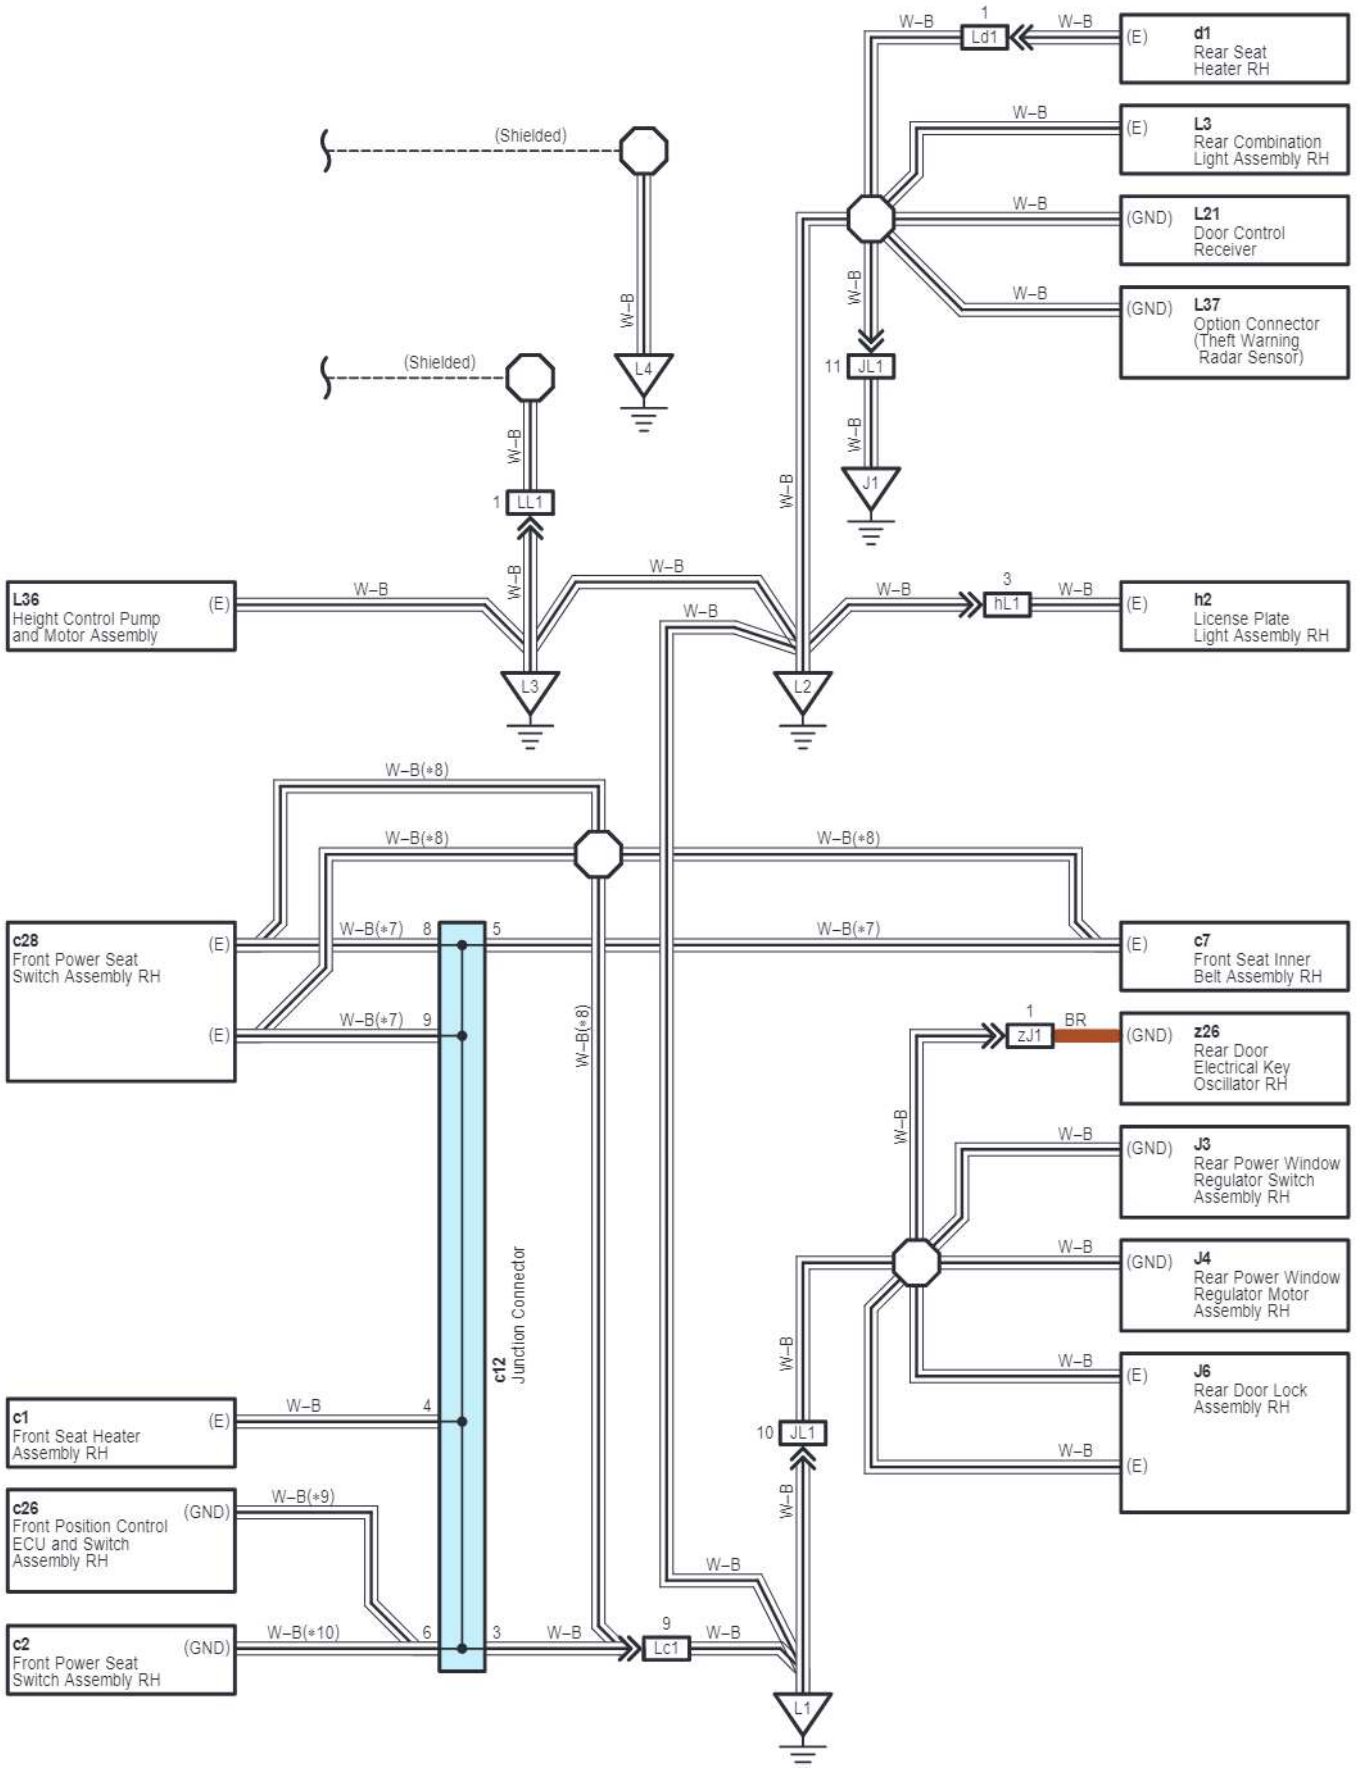 1
W–B
Ld1
W–B
(E)
d1
Rear Seat
Heater RH
W–B
(E)
L3
Rear Combination
Light Assembly RH
(Shielded)
W–B
(GND)
L21
Door Control
Receiver
W–B
W–B
(GND)
L37
Option Connector
(Theft Warning
Radar Sensor)
W–B
L4
11
JL1
(Shielded)
W–B
W–B
J1
W–B
1
LL1
W–B
L36
Height Control Pump
and Motor Assembly
(E)
W–B
W–B
W–B
W–B
3
hL1
W–B
(E)
h2
License Plate
Light Assembly RH
L3
L2
W–B(*8)
W–B(*8)
W–B(*8)
c28
Front Power Seat
Switch Assembly RH
(E)
W–B(*7)
8
5
W–B(*7)
(E)
c7
Front Seat Inner
Belt Assembly RH
(E)
W–B(*7)
9
W–B(*8)
1
zJ1
BR
(GND)
z26
Rear Door
Electrical Key
Oscillator RH
W–B
W–B
(GND)
J3
Rear Power Window
Regulator Switch
Assembly RH
W–B
(GND)
J4
Rear Power Window
Regulator Motor
Assembly RH
c12
Junction Connector
W–B
W–B
(E)
J6
Rear Door Lock
Assembly RH
W–B
(E)
c1
Front Seat Heater
Assembly RH
(E)
W–B
4
10
JL1
W–B
c26
Front Position Control
ECU and Switch
Assembly RH
(GND)
W–B(*9)
W–B
c2
Front Power Seat
Switch Assembly RH
(GND)
W–B(*10)
6
3
W–B
9
Lc1
W–B
L1